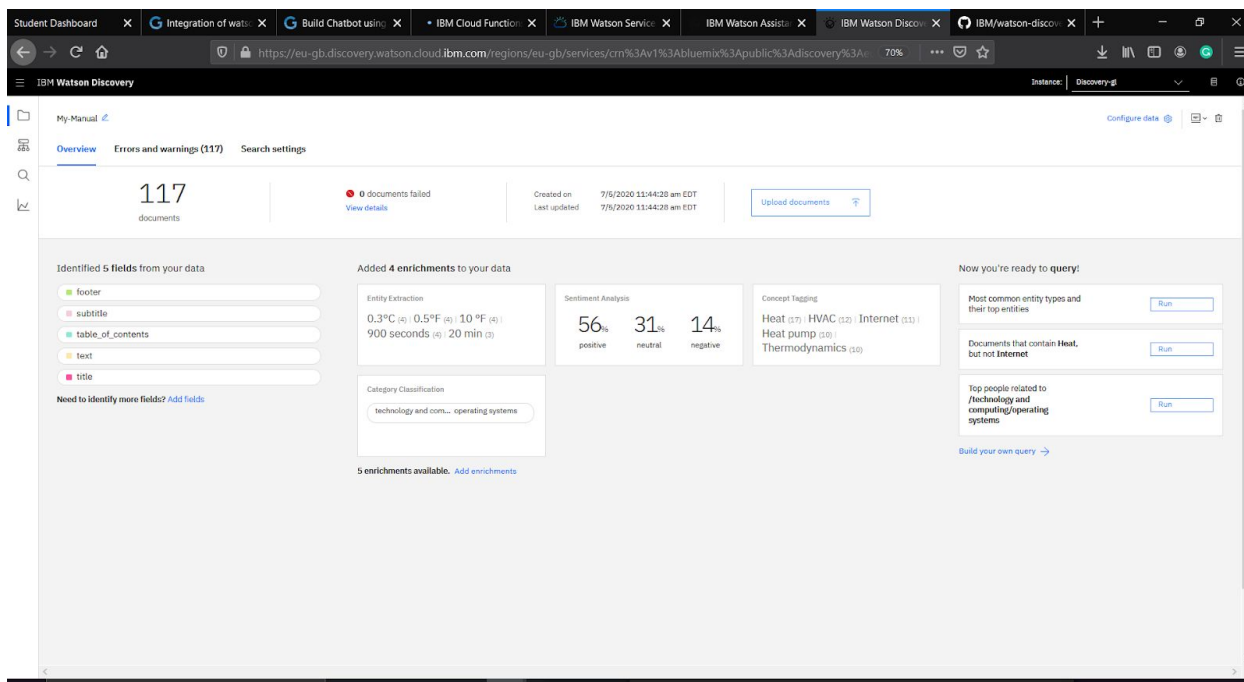 Student Dashboard
Integration of wats
Build Chatbot using
• IBM Cloud Function
IBM Watson Service
IBM Watson Assista
IBM Watson Discov
IBM/watson-discov
https://eu-gb.discovery.watson.cloud.ibm.com/regions/eu-gb/services/crn%3Av1%3Abluemix%3Apublic%3Adiscovery%3Ae
70%
IBM Watson Discovery
Instance:
Discovery-gl
My-Manual
Configure data
Overview
Errors and warnings (117)
Search settings
117
documents
0 documents failed
View details
Created on 7/5/2020 11:44:28 am EDT
Last updated 7/5/2020 11:44:28 am EDT
Upload documents
Identified 5 fields from your data
footer
subtitle
table_of_contents
text
title
Need to identify more fields? Add fields
Added 4 enrichments to your data
Entity Extraction
0.3°C (4) | 0.5°F (4) | 10 °F (4) |
900 seconds (4) | 20 min (3)
Sentiment Analysis
56% 31% 14%
positive neutral negative
Concept Tagging
Heat (17) | HVAC (12) | Internet (11) |
Heat pump (10) |
Thermodynamics (10)
Category Classification
technology and com... operating systems
5 enrichments available. Add enrichments
Now you're ready to query!
Most common entity types and
their top entities
Run
Documents that contain Heat,
but not Internet
Run
Top people related to
/technology and
computing/operating
systems
Run
Build your own query